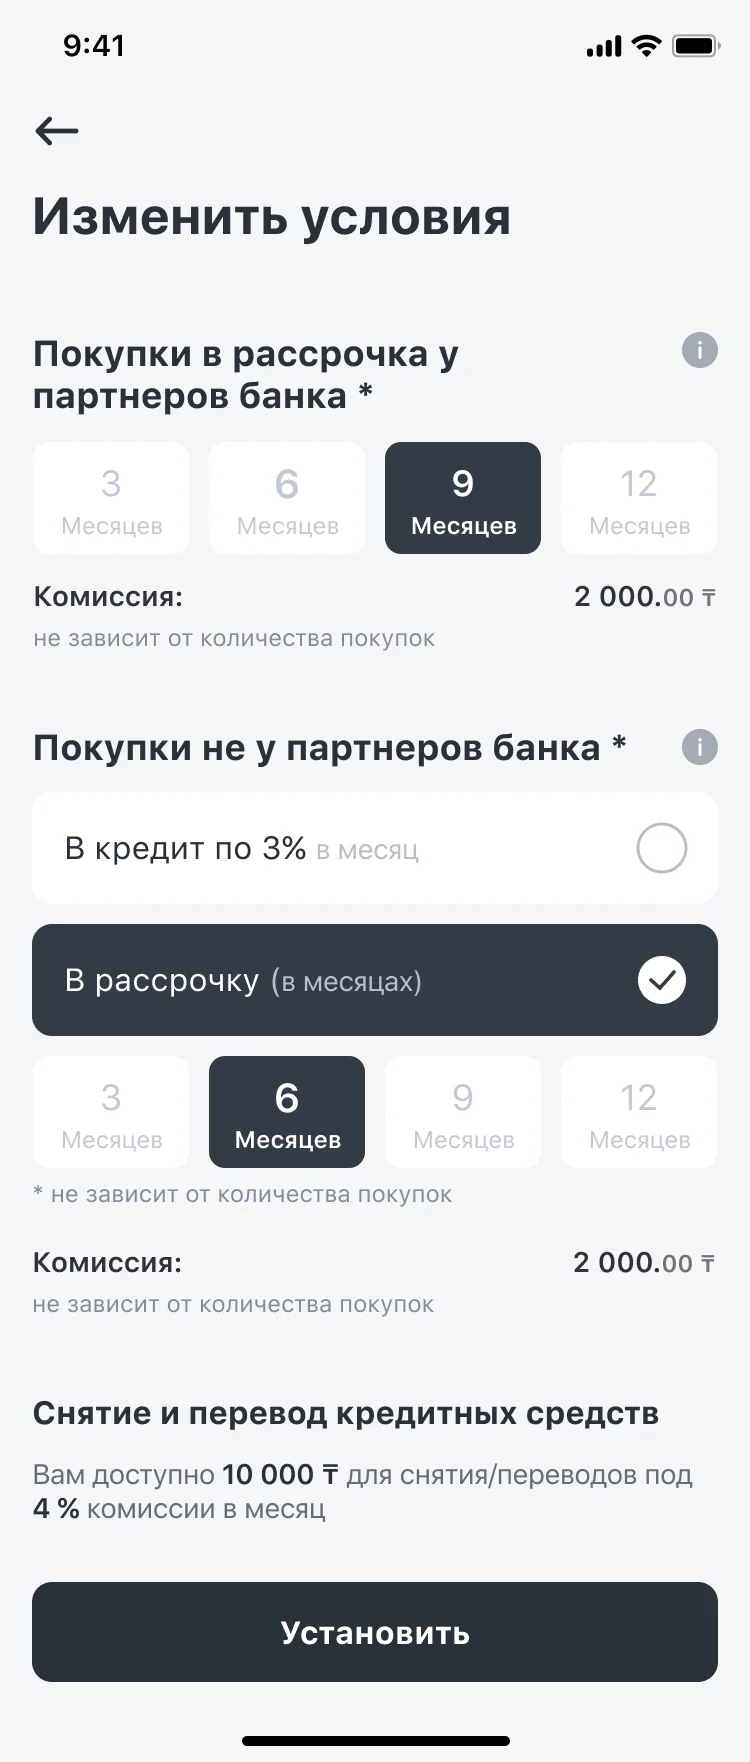 9:41
Изменить условия
Покупки в рассрочка у
партнеров банка *
3 6 9 12
Месяцев Месяцев Месяцев Месяцев
Комиссия: 2 000.00 ₸
не зависит от количества покупок
Покупки не у партнеров банка *
В кредит по 3% в месяц
В рассрочку (в месяцах)
3 6 9 12
Месяцев Месяцев Месяцев Месяцев
* не зависит от количества покупок
Комиссия: 2 000.00 ₸
не зависит от количества покупок
Снятие и перевод кредитных средств
Вам доступно 10 000 ₸ для снятия/переводов под
4 % комиссии в месяц
Установить